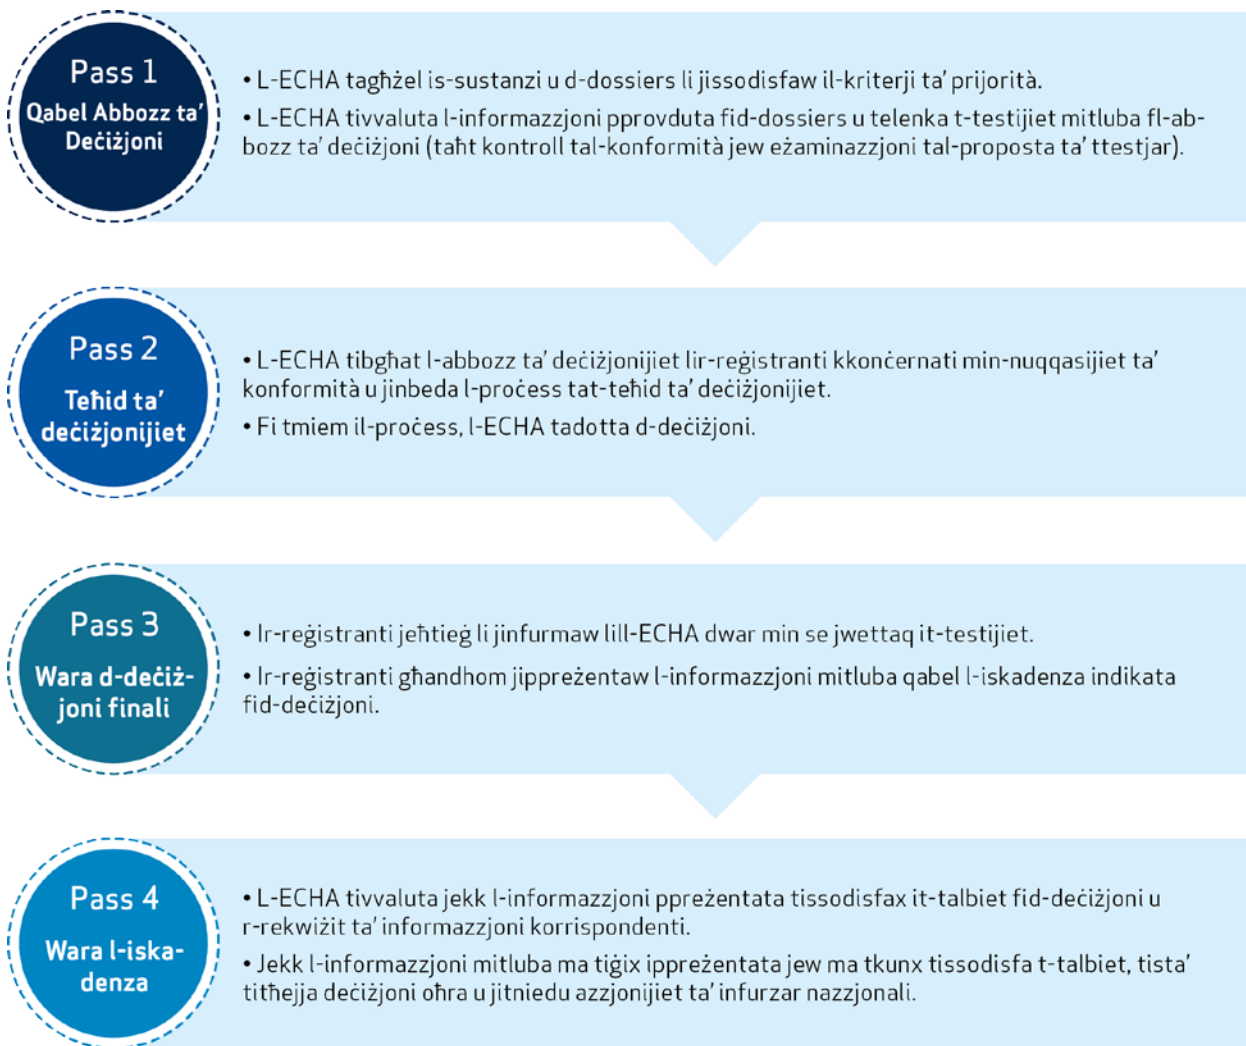 Pass 1
Qabel Abbozz ta’
Deċiżjoni
• L-ECHA tagħżel is-sustanzi u d-dossiers li jissodisfaw il-kriterji ta’ prijorità.
• L-ECHA tivvaluta l-informazzjoni pprovduta fid-dossiers u telenka t-testijiet mitluba fl-ab-
bozz ta’ deċiżjoni (taħt kontroll tal-konformità jew eżaminazzjoni tal-proposta ta’ ttestjar).
Pass 2
Teħid ta’
deċiżjonijiet
• L-ECHA tibgħat l-abbozz ta’ deċiżjonijiet lir-reġistranti kkonċernati min-nuqqasijiet ta’
konformità u jinbeda l-proċess tat-teħid ta’ deċiżjonijiet.
• Fi tmiem il-proċess, l-ECHA tadotta d-deċiżjoni.
Pass 3
Wara d-deċiż-
joni finali
• Ir-reġistranti jeħtieġ li jinfurmaw lill-ECHA dwar min se jwettaq it-testijiet.
• Ir-reġistranti għandhom jippreżentaw l-informazzjoni mitluba qabel l-iskadenza indikata
fid-deċiżjoni.
Pass 4
Wara l-iska-
denza
• L-ECHA tivvaluta jekk l-informazzjoni ppreżentata tissodisfax it-talbiet fid-deċiżjoni u
r-rekwiżit ta’ informazzjoni korrispondenti.
• Jekk l-informazzjoni mitluba ma tiġix ippreżentata jew ma tkunx tissodisfa t-talbiet, tista’
titħejja deċiżjoni oħra u jitniedu azzjonijiet ta’ infurzar nazzjonali.